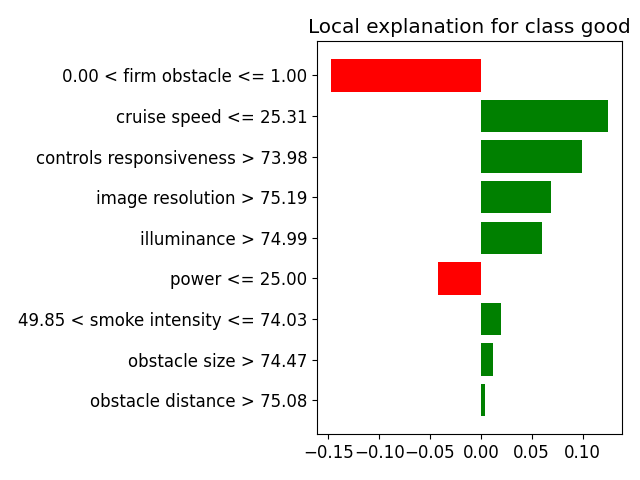 Local explanation for class good
0.00 < firm obstacle <= 1.00
cruise speed <= 25.31
controls responsiveness > 73.98
image resolution > 75.19
illuminance > 74.99
power <= 25.00
49.85 < smoke intensity <= 74.03
obstacle size > 74.47
obstacle distance > 75.08
−0.15 −0.10 −0.05 0.00 0.05 0.10